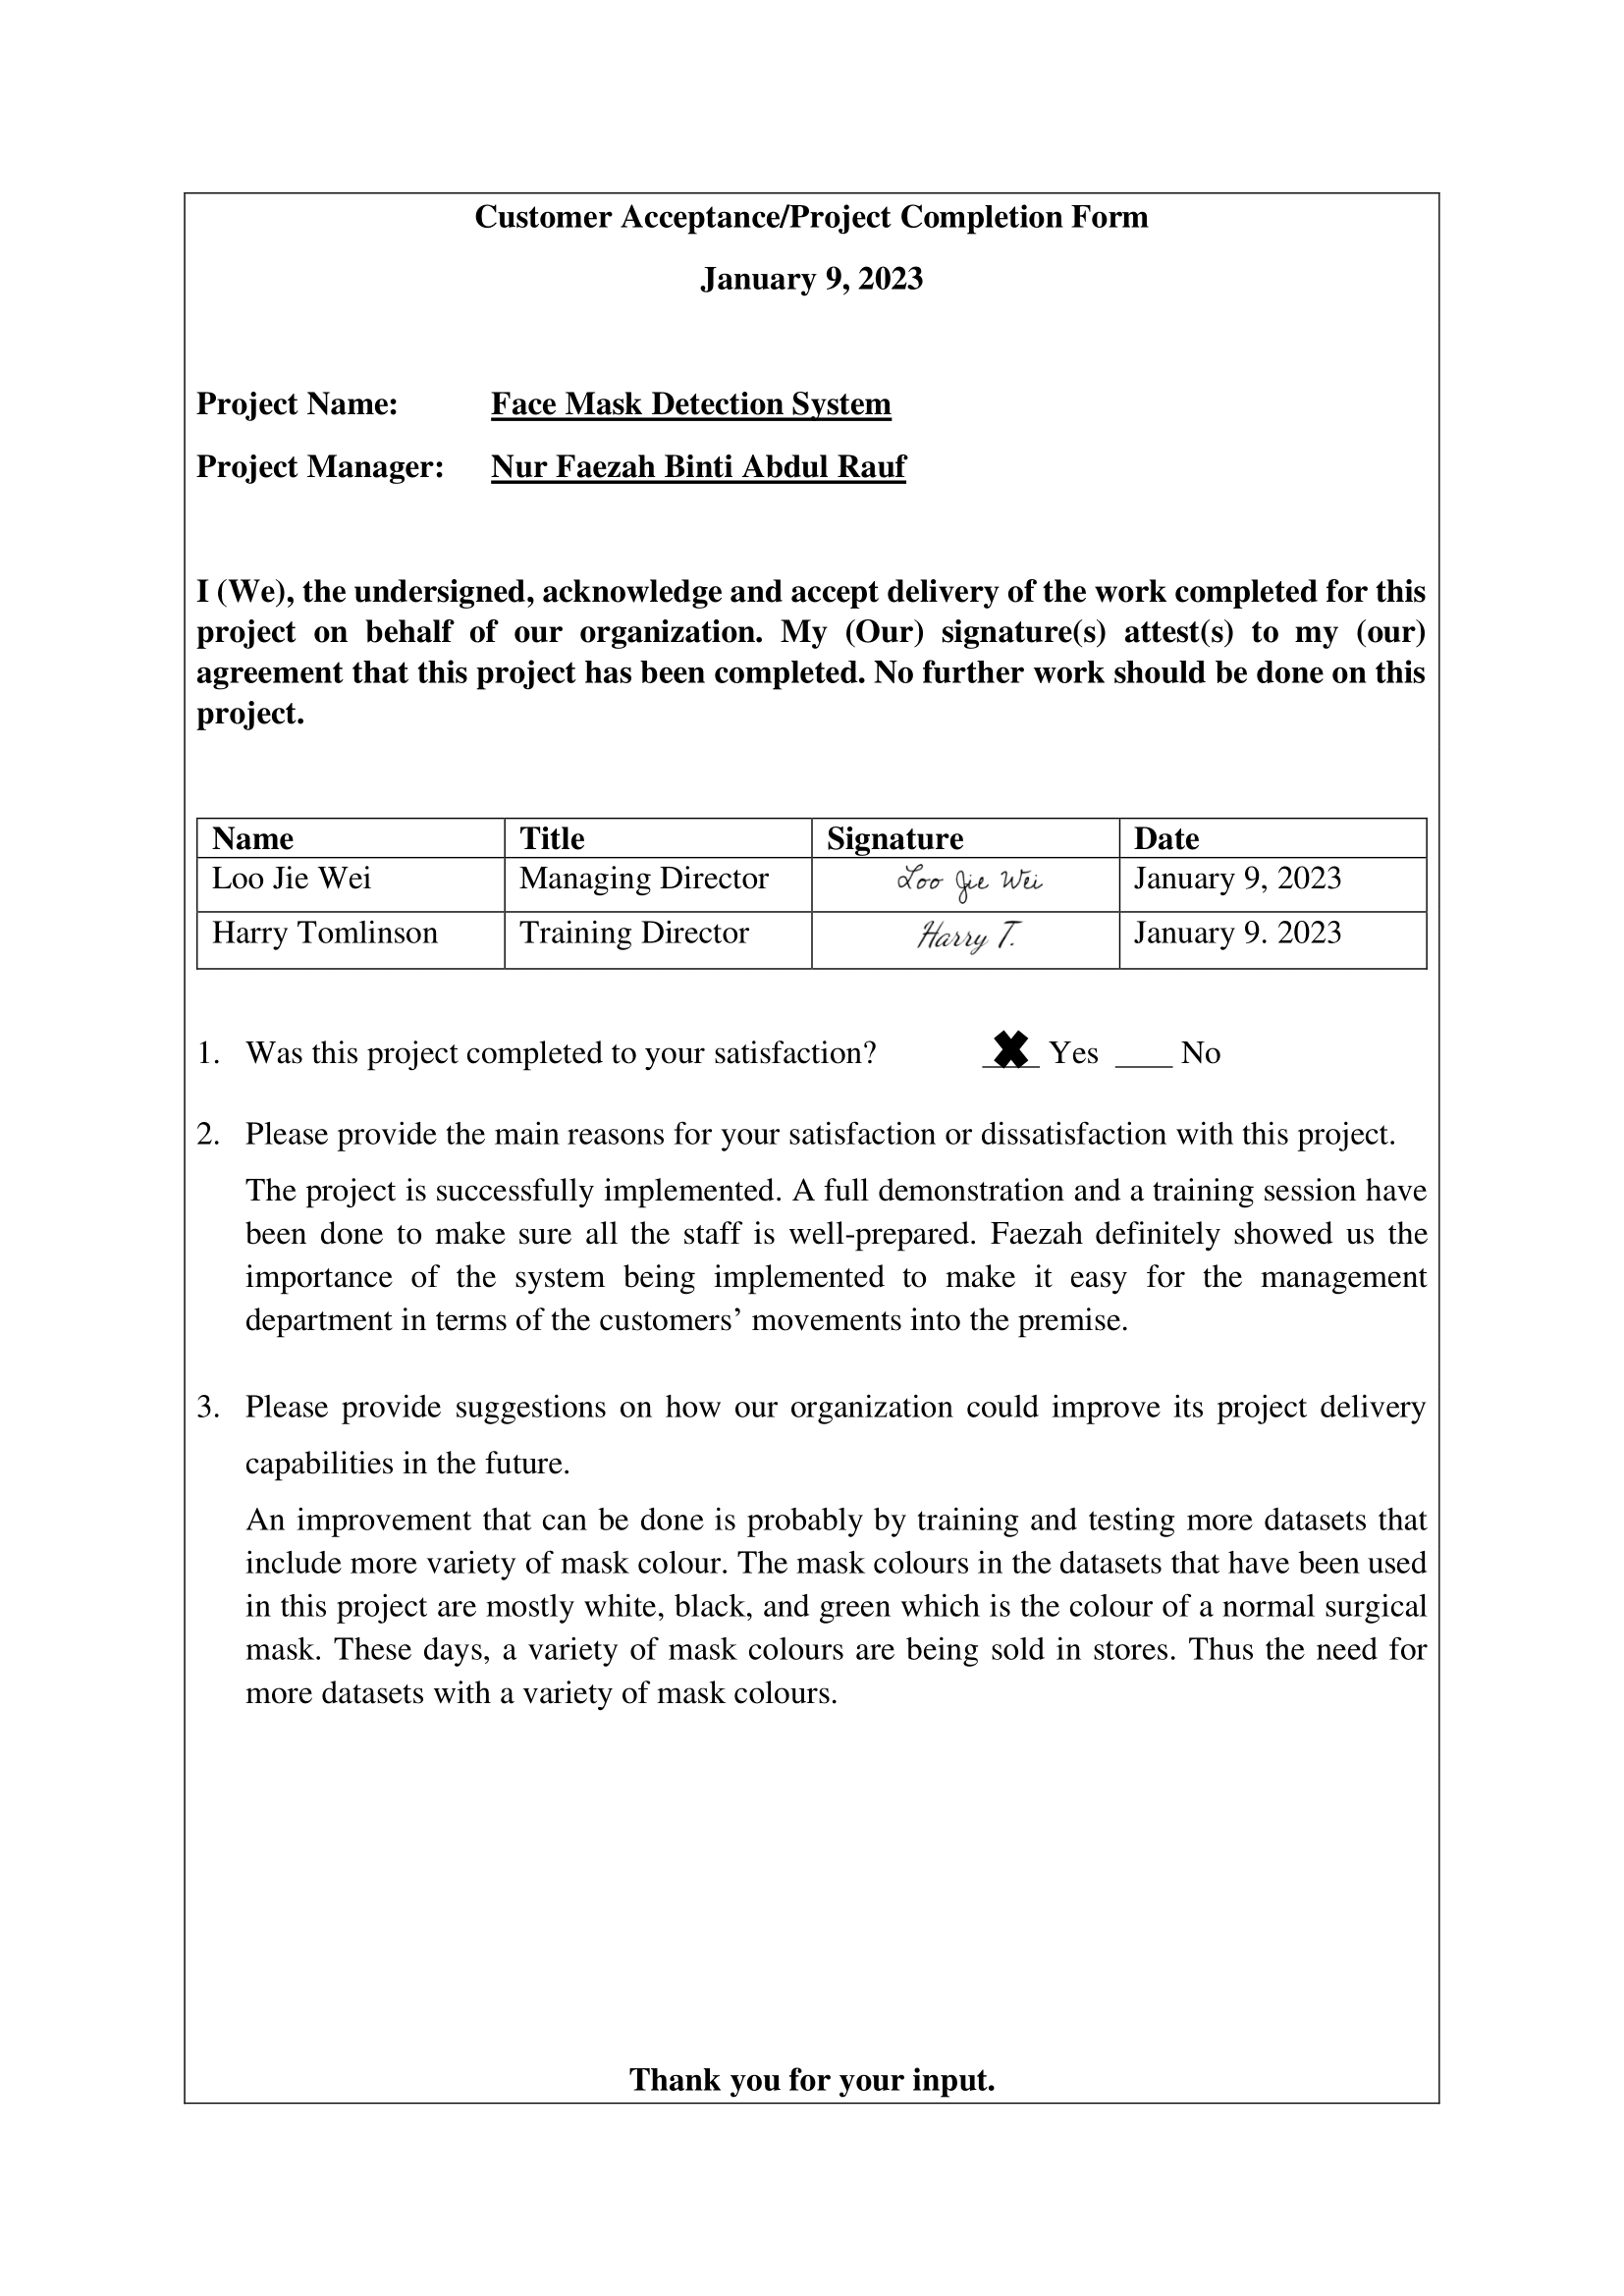 Customer Acceptance/Project Completion Form
January 9, 2023
Project Name: Face Mask Detection System
Project Manager: Nur Faezah Binti Abdul Rauf
I (We), the undersigned, acknowledge and accept delivery of the work completed for this
project on behalf of our organization. My (Our) signature(s) attest(s) to my (our)
agreement that this project has been completed. No further work should be done on this
project.
Name Title Signature Date
Loo Jie Wei Managing Director Loo Jie Wei January 9, 2023
Harry Tomlinson Training Director Harry T. January 9. 2023
1. Was this project completed to your satisfaction? ✖ Yes ____ No
2. Please provide the main reasons for your satisfaction or dissatisfaction with this project.
The project is successfully implemented. A full demonstration and a training session have
been done to make sure all the staff is well-prepared. Faezah definitely showed us the
importance of the system being implemented to make it easy for the management
department in terms of the customers’ movements into the premise.
3. Please provide suggestions on how our organization could improve its project delivery
capabilities in the future.
An improvement that can be done is probably by training and testing more datasets that
include more variety of mask colour. The mask colours in the datasets that have been used
in this project are mostly white, black, and green which is the colour of a normal surgical
mask. These days, a variety of mask colours are being sold in stores. Thus the need for
more datasets with a variety of mask colours.
Thank you for your input.